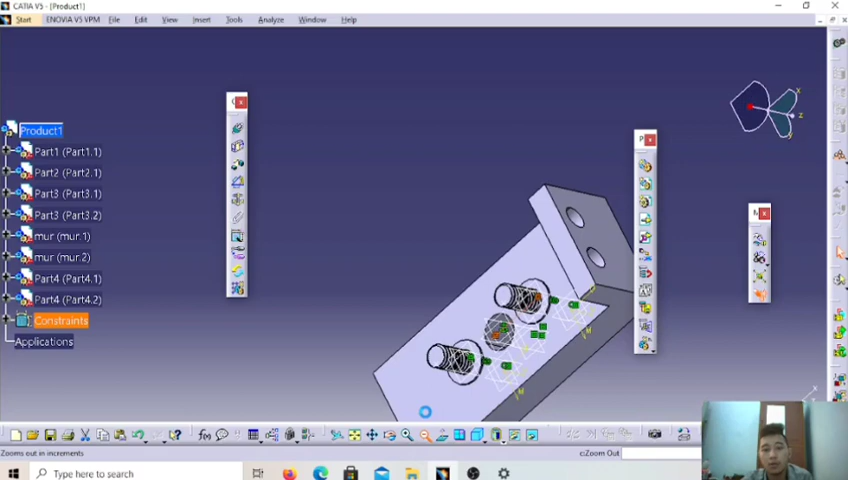 CATIA V5 - [Product1]
Start ENOVIA V5 VPM File Edit View Insert Tools Analyze Window Help
Product1
Part1 (Part1.1)
Part2 (Part2.1)
Part3 (Part3.1)
Part3 (Part3.2)
mur (mur.1)
mur (mur.2)
Part4 (Part4.1)
Part4 (Part4.2)
Constraints
Applications
x
z
y
Zooms out in increments
c:Zoom Out
Type here to search